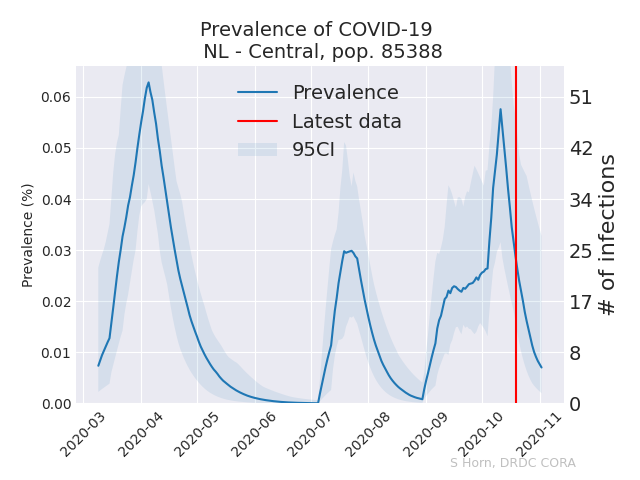 Prevalence of COVID-19
NL - Central, pop. 85388
Prevalence
Latest data
95CI
Prevalence (%)
0.06
0.05
0.04
0.03
0.02
0.01
0.00
# of infections
51
42
34
25
17
8
0
2020-03
2020-04
2020-05
2020-06
2020-07
2020-08
2020-09
2020-10
2020-11
S Horn, DRDC CORA